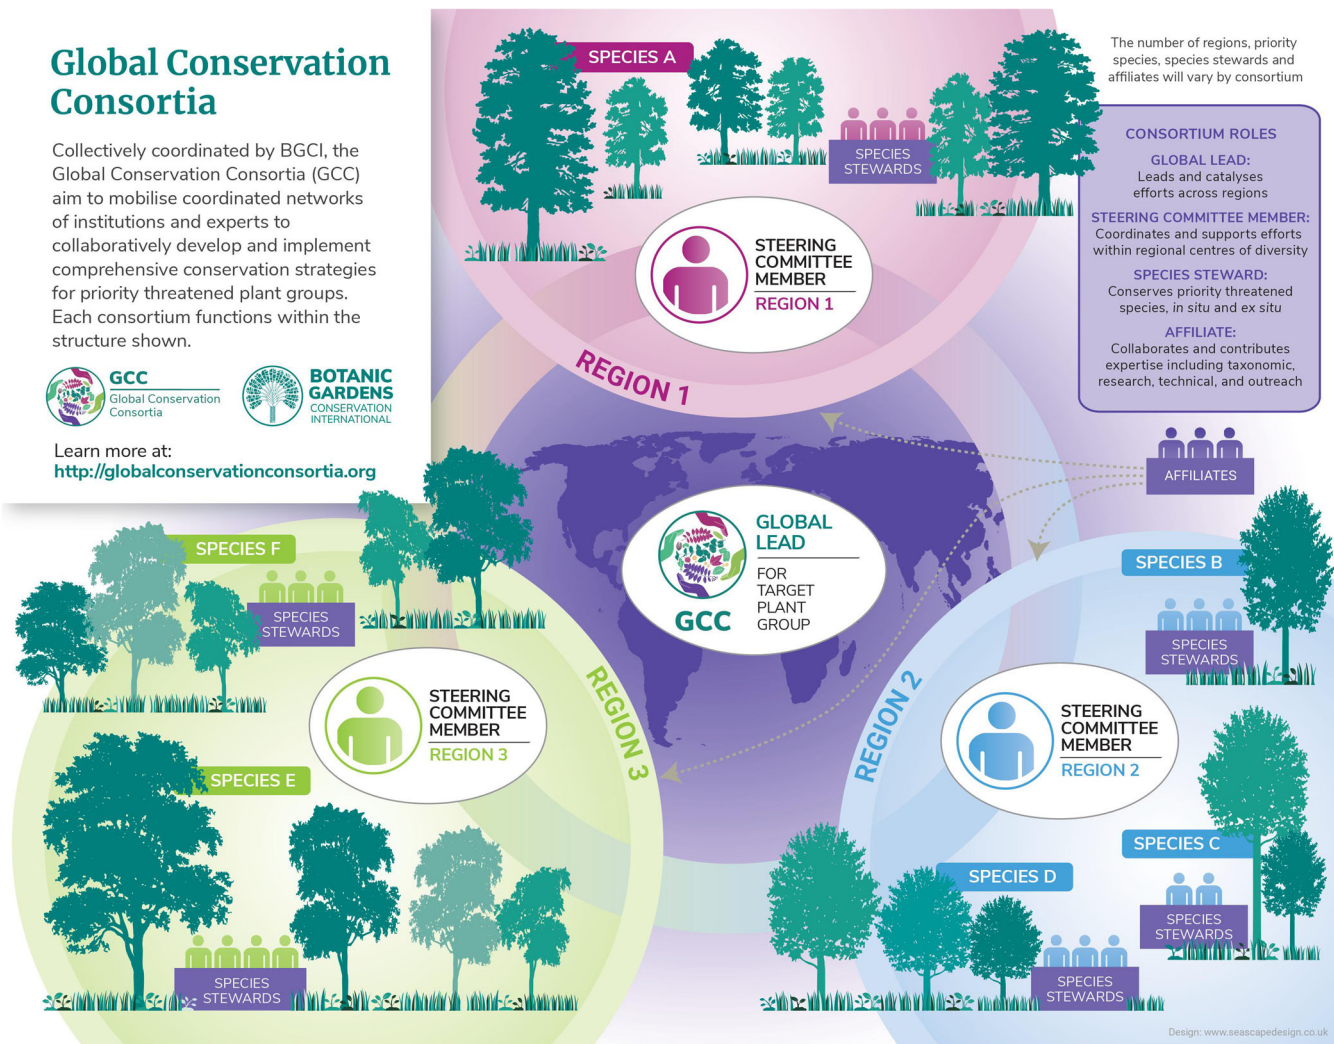 Global Conservation
Consortia
Collectively coordinated by BGCI, the
Global Conservation Consortia (GCC)
aim to mobilise coordinated networks
of institutions and experts to
collaboratively develop and implement
comprehensive conservation strategies
for priority threatened plant groups.
Each consortium functions within the
structure shown.
GCC
Global Conservation
Consortia
BOTANIC
GARDENS
CONSERVATION
INTERNATIONAL
Learn more at:
http://globalconservationconsortia.org
SPECIES A
SPECIES
STEWARDS
STEERING
COMMITTEE
MEMBER
REGION 1
REGION 1
The number of regions, priority
species, species stewards and
affiliates will vary by consortium
CONSORTIUM ROLES
GLOBAL LEAD:
Leads and catalyses
efforts across regions
STEERING COMMITTEE MEMBER:
Coordinates and supports efforts
within regional centres of diversity
SPECIES STEWARD:
Conserves priority threatened
species, in situ and ex situ
AFFILIATE:
Collaborates and contributes
expertise including taxonomic,
research, technical, and outreach
AFFILIATES
GLOBAL
LEAD
FOR
TARGET
PLANT
GROUP
GCC
SPECIES F
SPECIES
STEWARDS
STEERING
COMMITTEE
MEMBER
REGION 3
REGION 3
SPECIES E
SPECIES
STEWARDS
SPECIES B
SPECIES
STEWARDS
REGION 2
STEERING
COMMITTEE
MEMBER
REGION 2
SPECIES C
SPECIES
STEWARDS
SPECIES D
SPECIES
STEWARDS
Design: www.seascapedesign.co.uk